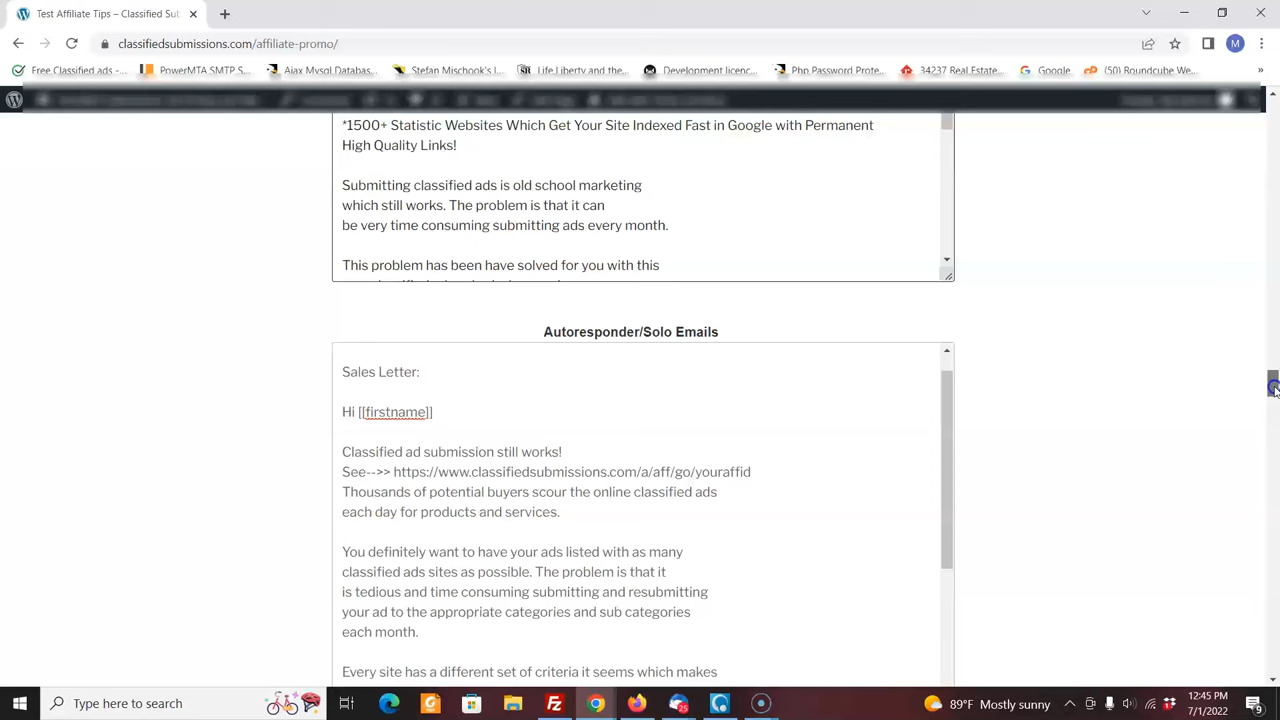 Test Affiliate Tips – Classified Sub
classifiedsubmissions.com/affiliate-promo/
M
Free Classified ads -...
PowerMTA SMTP S...
Ajax Mysql Databas...
Stefan Mischook's I...
Life Liberty and the...
Development licenc...
Php Password Prote...
34237 Real Estate...
Google
(50) Roundcube We...
*1500+ Statistic Websites Which Get Your Site Indexed Fast in Google with Permanent
High Quality Links!
Submitting classified ads is old school marketing
which still works. The problem is that it can
be very time consuming submitting ads every month.
This problem has been have solved for you with this
Autoresponder/Solo Emails
Sales Letter:
Hi [[firstname]]
Classified ad submission still works!
See-->> https://www.classifiedsubmissions.com/a/aff/go/youraffid
Thousands of potential buyers scour the online classified ads
each day for products and services.
You definitely want to have your ads listed with as many
classified ads sites as possible. The problem is that it
is tedious and time consuming submitting and resubmitting
your ad to the appropriate categories and sub categories
each month.
Every site has a different set of criteria it seems which makes
Type here to search
25
89°F Mostly sunny
12:45 PM
7/1/2022
9